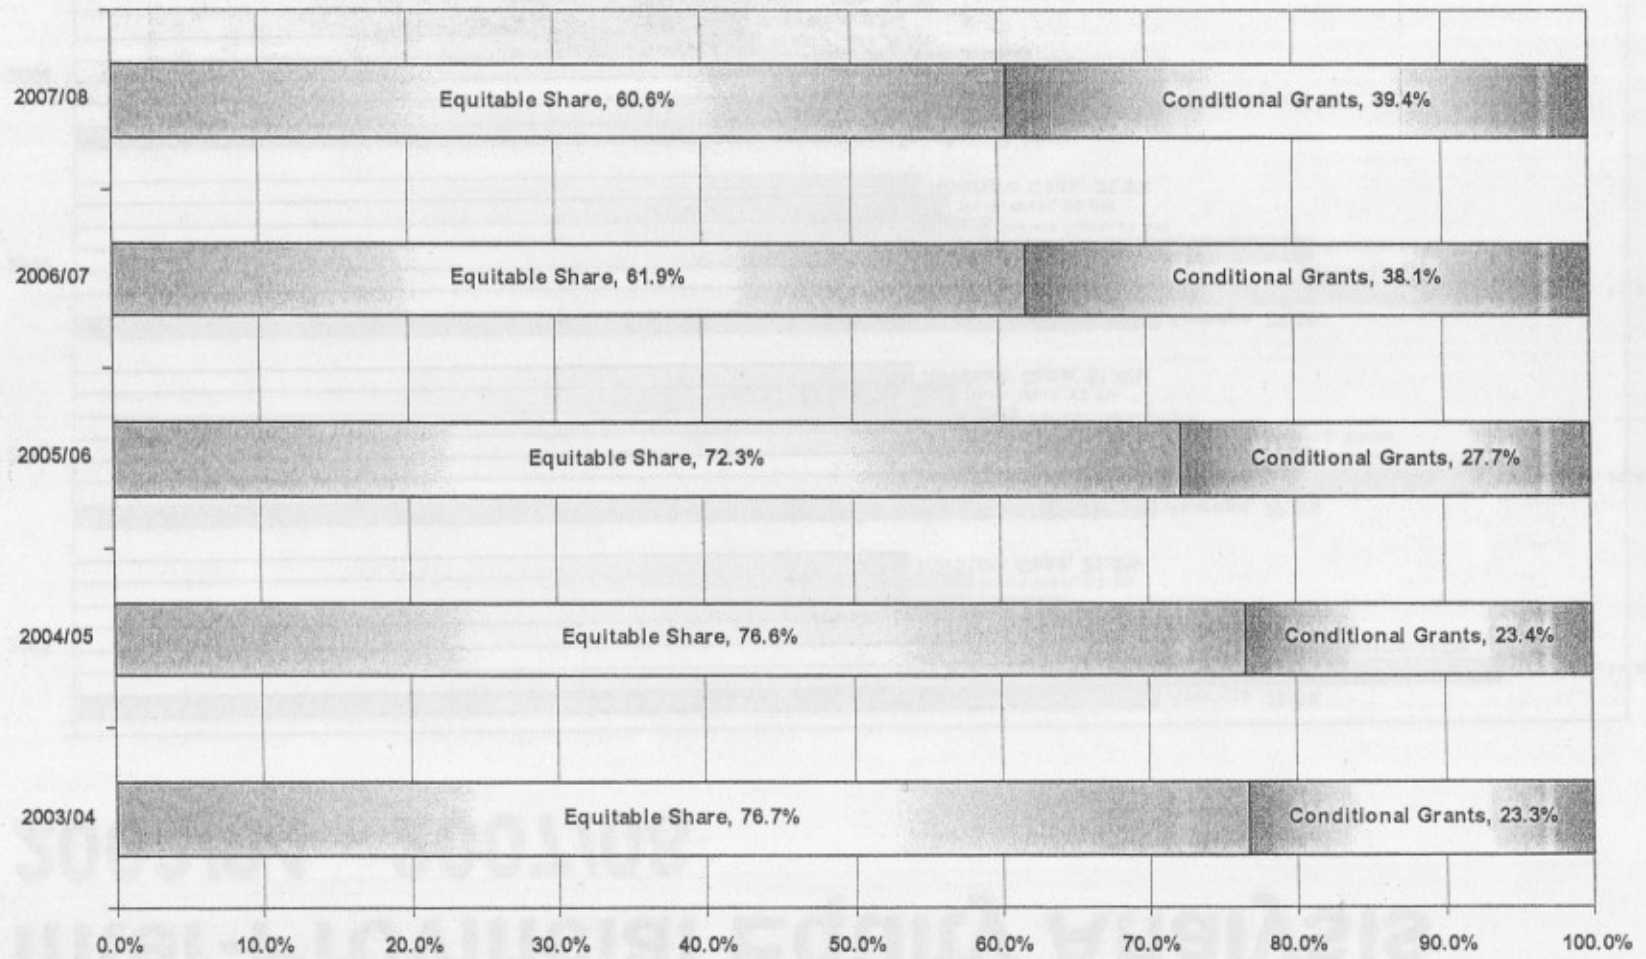 2007/08 Equitable Share, 60.6% Conditional Grants, 39.4%
2006/07 Equitable Share, 61.9% Conditional Grants, 38.1%
2005/06 Equitable Share, 72.3% Conditional Grants, 27.7%
2004/05 Equitable Share, 76.6% Conditional Grants, 23.4%
2003/04 Equitable Share, 76.7% Conditional Grants, 23.3%
0.0% 10.0% 20.0% 30.0% 40.0% 50.0% 60.0% 70.0% 80.0% 90.0% 100.0%